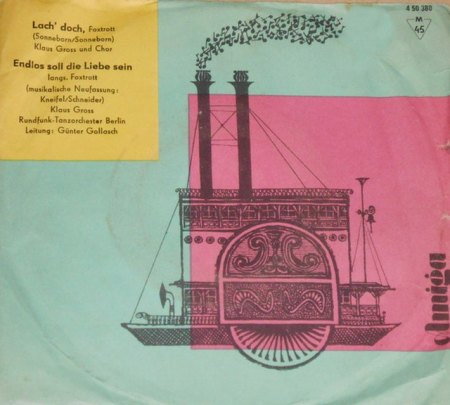 Lach' doch, Foxtrott
(Sonneborn/Sonneborn)
Klaus Gross und Chor
Endlos soll die Liebe sein
langs. Foxtrott
(musikalische Neufassung:
Kneifel/Schneider)
Klaus Gross
Rundfunk-Tanzorchester Berlin
Leitung: Günter Gollasch
4 50 380
M
45
Amiga